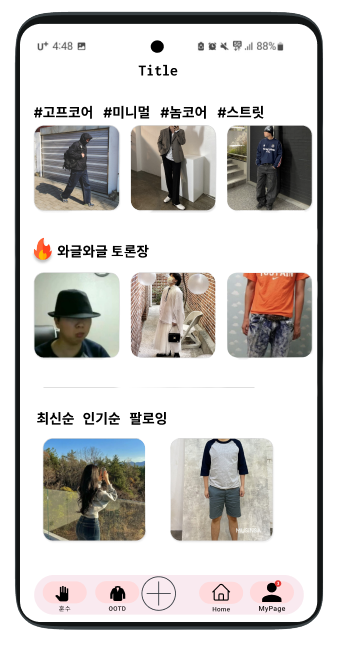 U+ 4:48 88%
Title
#고프코어 #미니멀 #놈코어 #스트릿
🔥 와글와글 토론장
최신순 인기순 팔로잉
훈수 OOTD Home MyPage